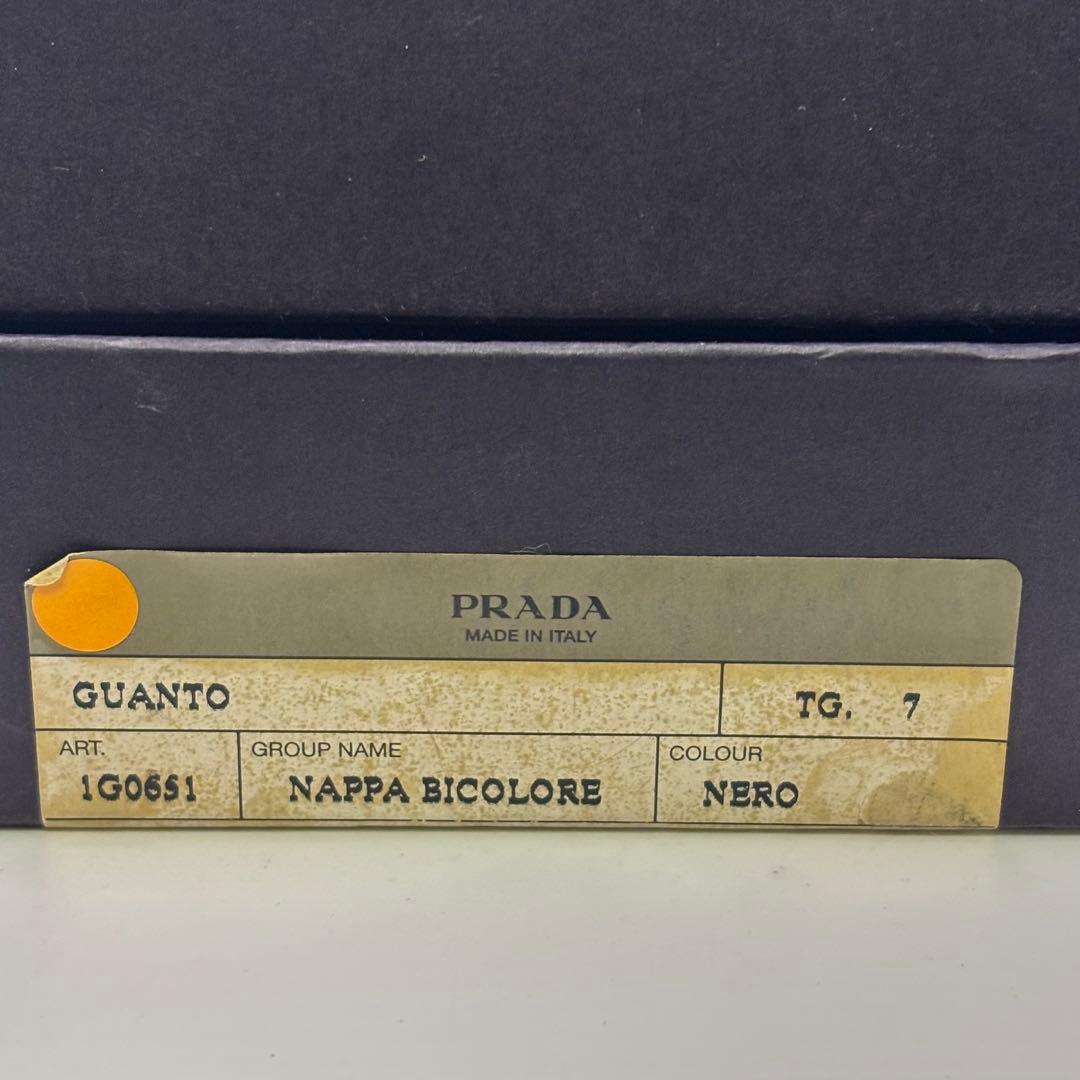 PRADA
MADE IN ITALY
GUANTO
TG. 7
ART.
1G0651
GROUP NAME
NAPPA BICOLORE
COLOUR
NERO